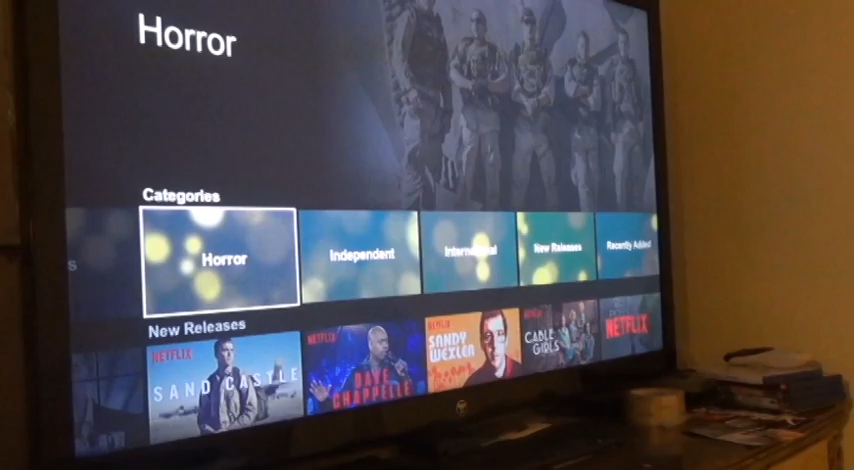 Horror
Categories
s
Horror
Independent
International
New Releases
Recently Added
New Releases
NETFLIX
SAND CASTLE
NETFLIX
DAVE
CHAPPELLE
NETFLIX
SANDY
WEXLER
NETFLIX
CABLE
GIRLS
NETFLIX